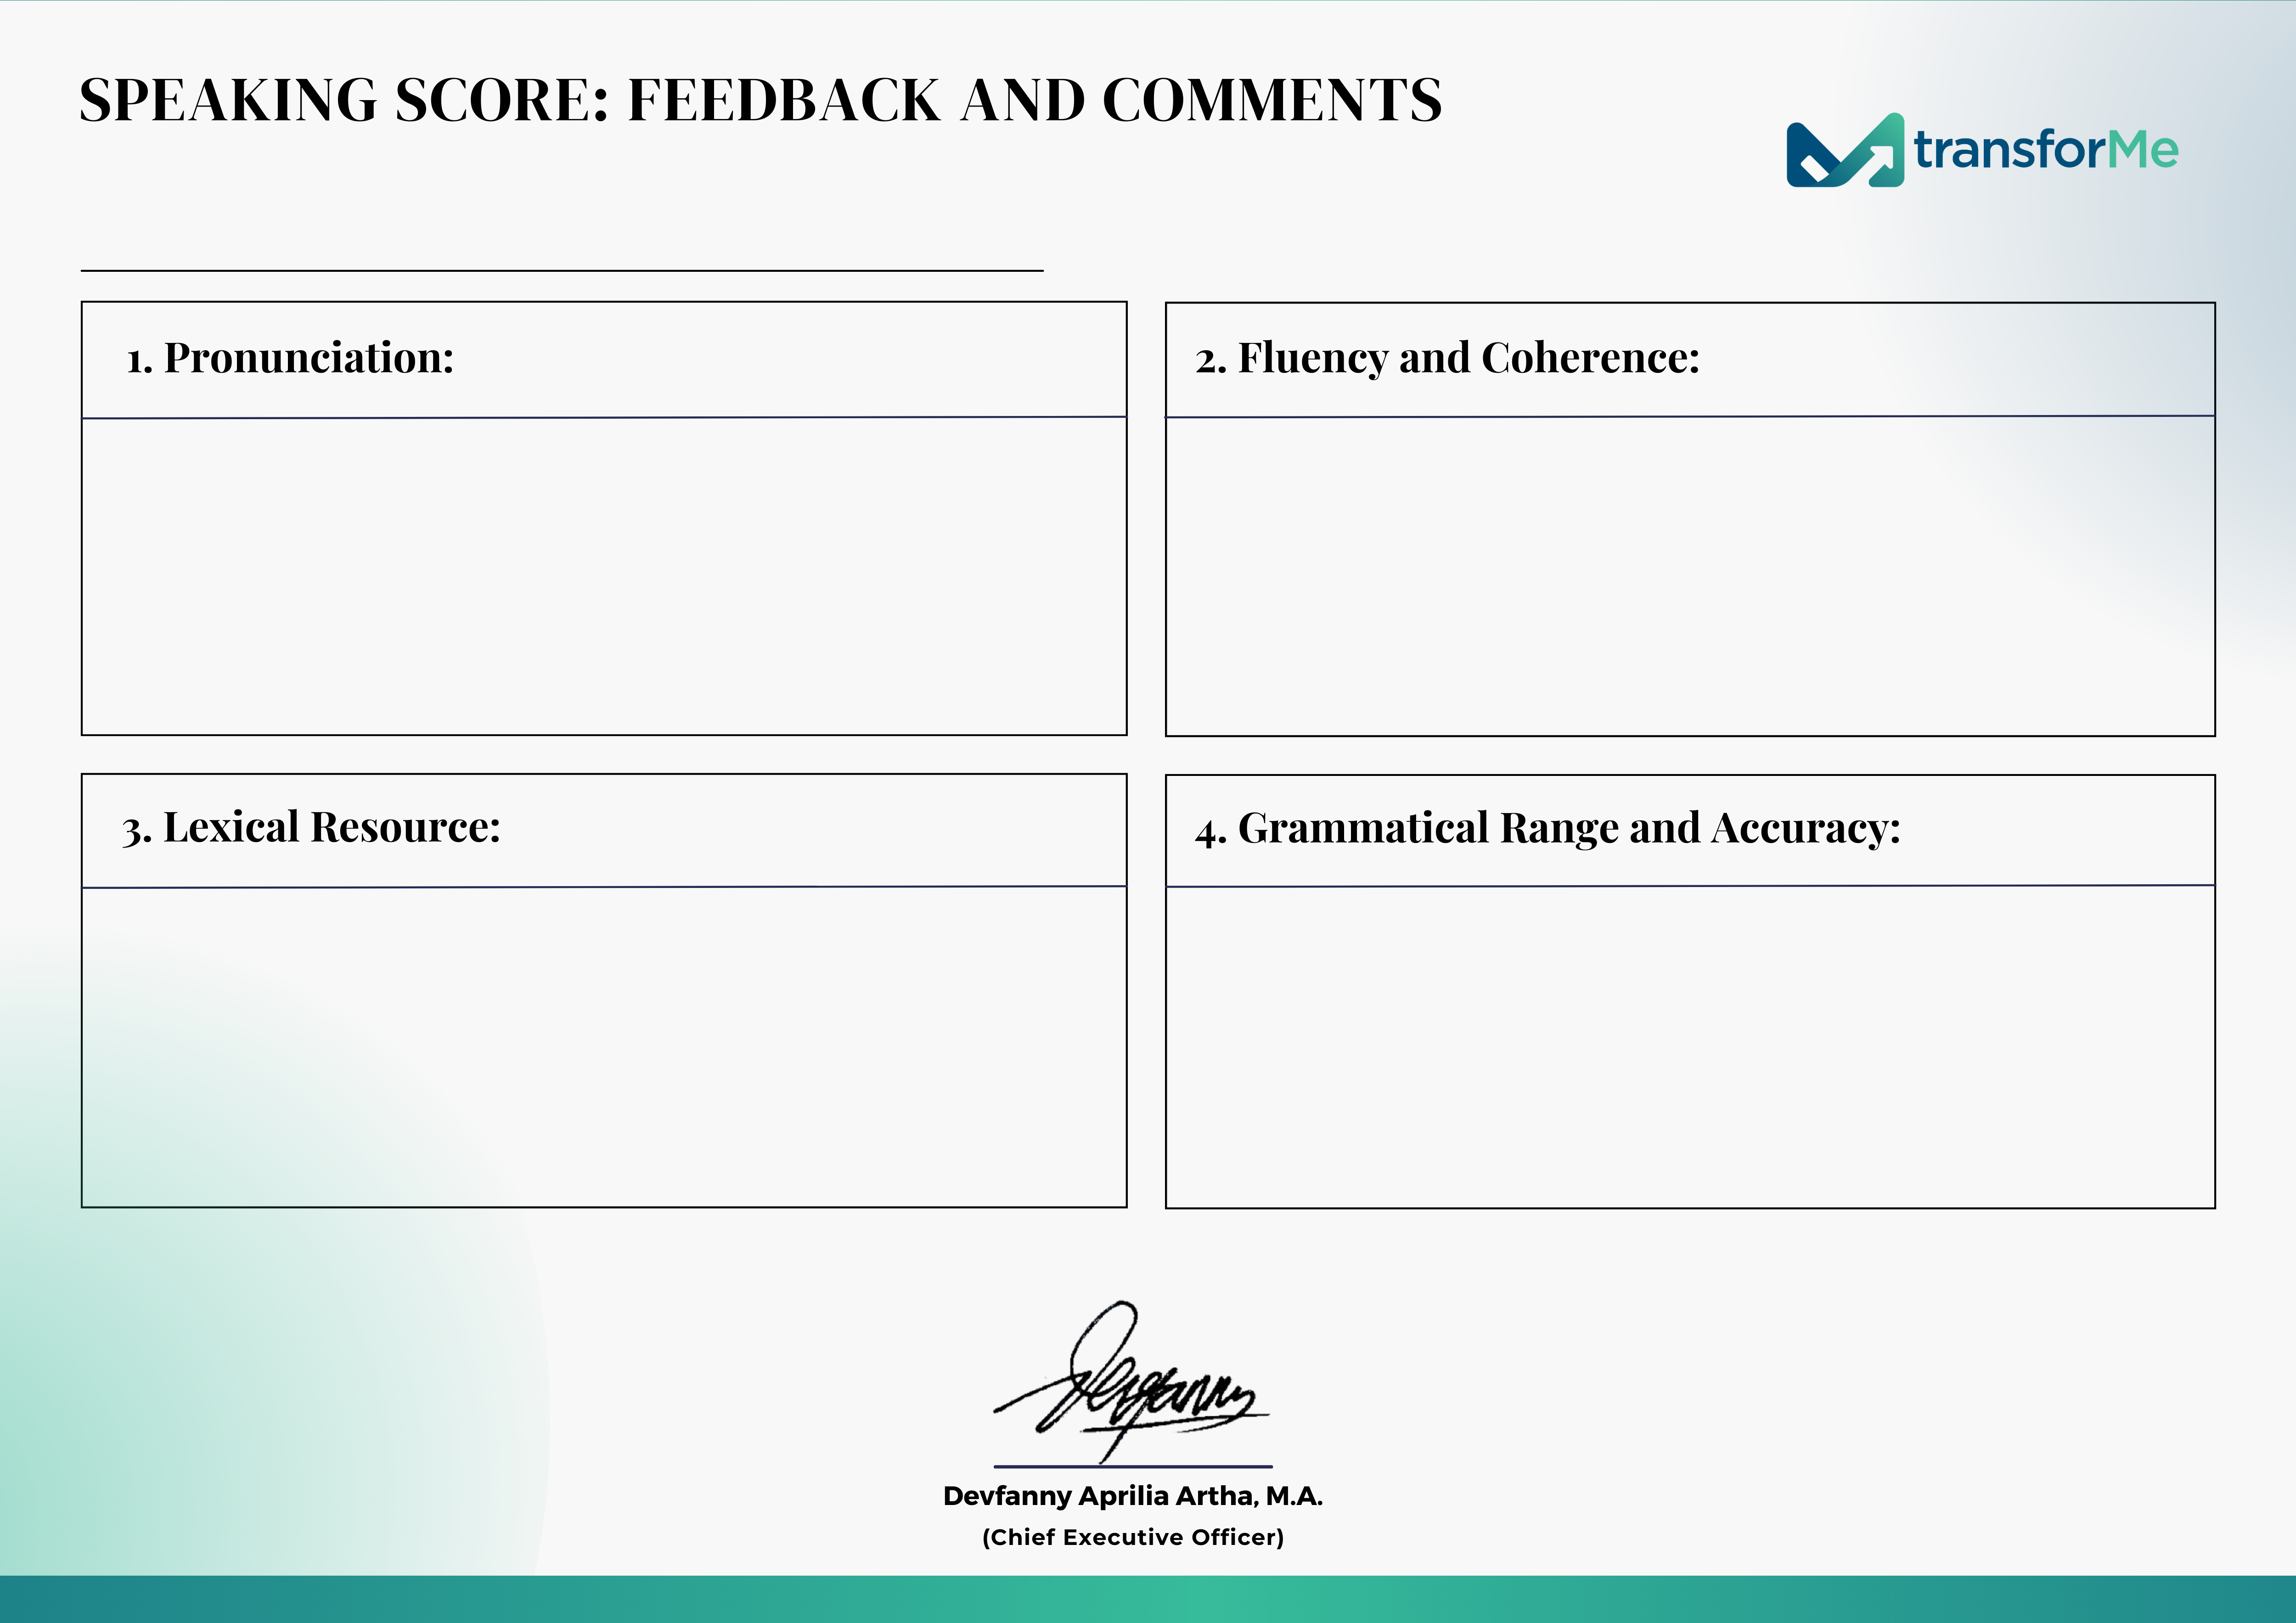 SPEAKING SCORE: FEEDBACK AND COMMENTS
transforMe
1. Pronunciation:
2. Fluency and Coherence:
3. Lexical Resource:
4. Grammatical Range and Accuracy:
Devfanny
Devfanny Aprilia Artha, M.A.
(Chief Executive Officer)